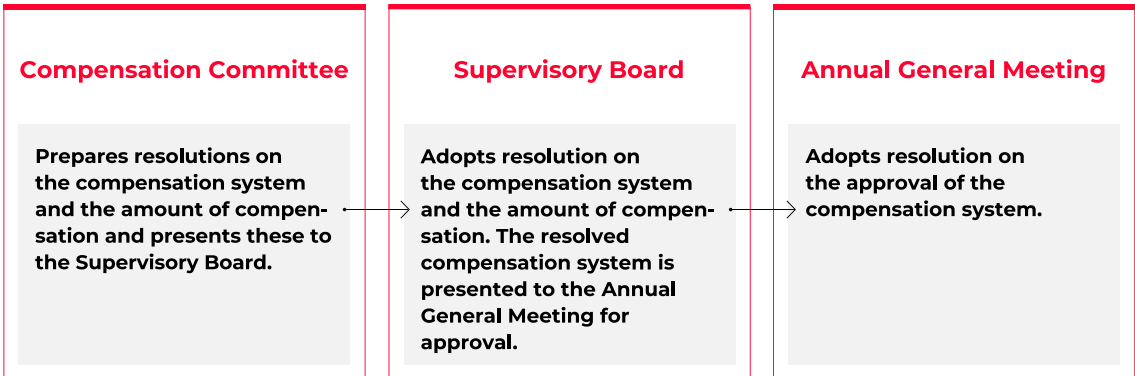 Compensation Committee
Prepares resolutions on
the compensation system
and the amount of compen-
sation and presents these to
the Supervisory Board.
Supervisory Board
Adopts resolution on
the compensation system
and the amount of compen-
sation. The resolved
compensation system is
presented to the Annual
General Meeting for
approval.
Annual General Meeting
Adopts resolution on
the approval of the
compensation system.